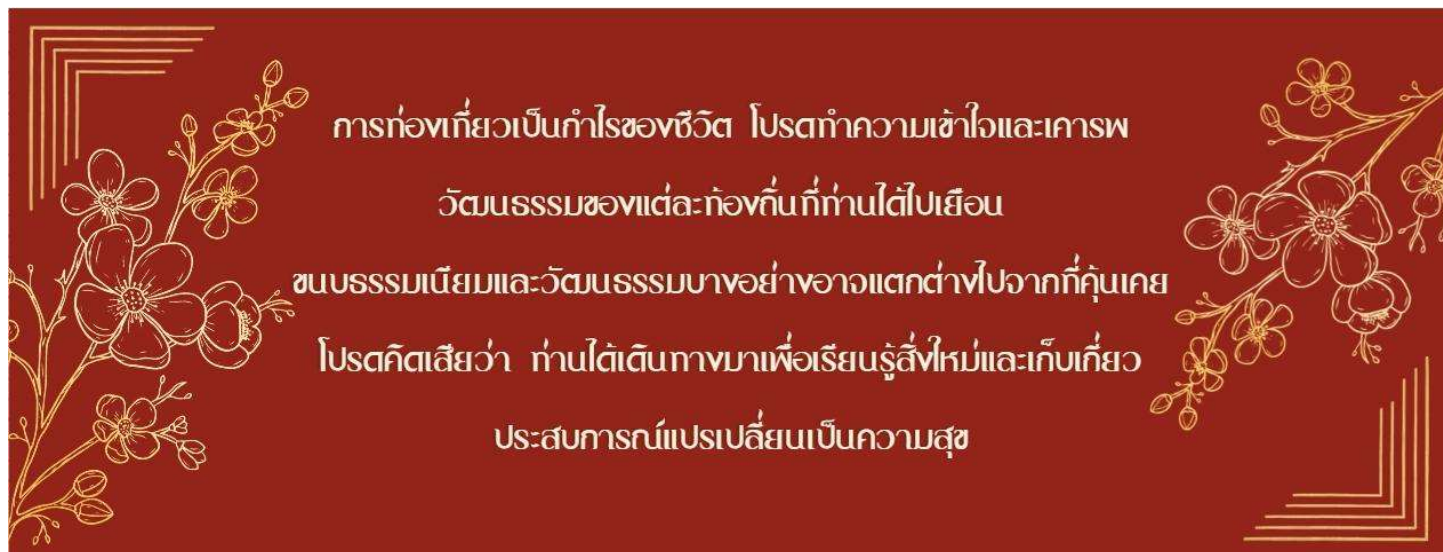 การท่องเที่ยวเป็นกำไรของชีวิต โปรดทำความเข้าใจและเคารพ
วัฒนธรรมของแต่ละท้องถิ่นที่ท่านได้ไปเยือน
ขนบธรรมเนียมและวัฒนธรรมบางอย่างอาจแตกต่างไปจากที่คุ้นเคย
โปรดคิดเสียว่า ท่านได้เดินทางมาเพื่อเรียนรู้สิ่งใหม่และเก็บเกี่ยว
ประสบการณ์แปรเปลี่ยนเป็นความสุข